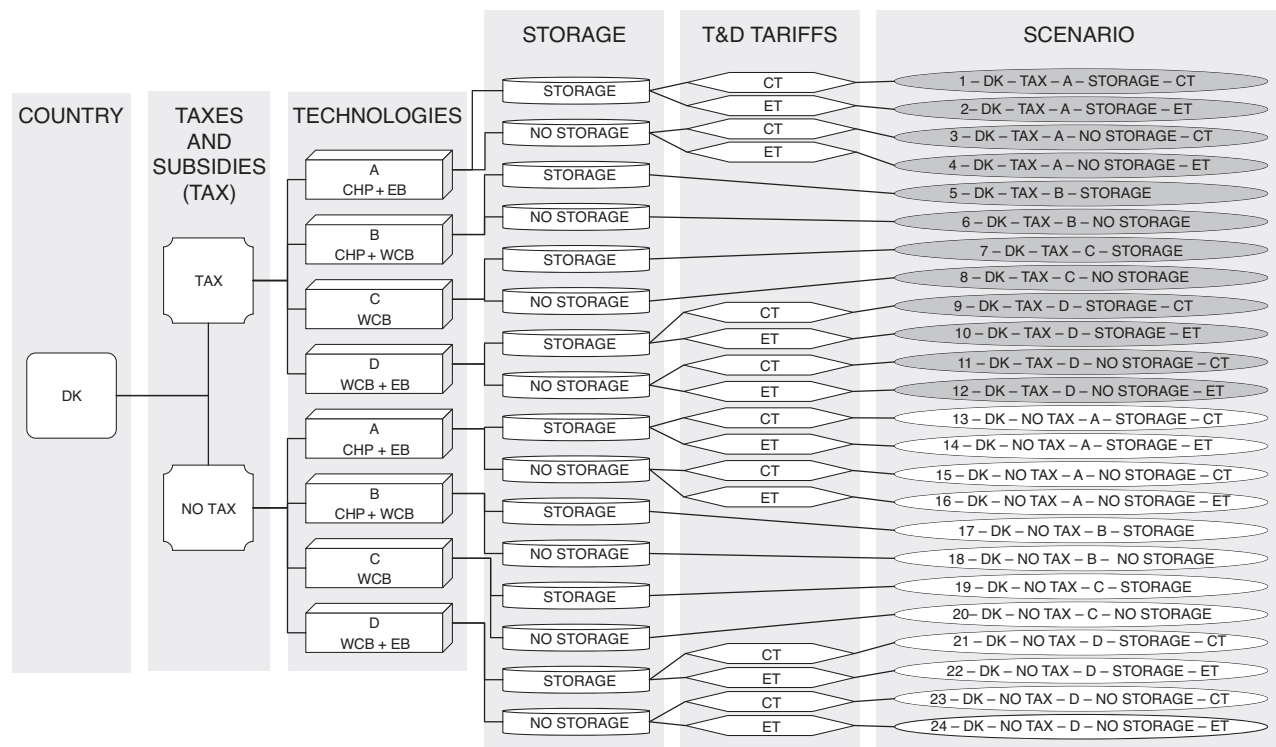 COUNTRY
DK
TAXES
AND
SUBSIDIES
(TAX)
TAX
NO TAX
TECHNOLOGIES
A
CHP + EB
B
CHP + WCB
C
WCB
D
WCB + EB
A
CHP + EB
B
CHP + WCB
C
WCB
D
WCB + EB
STORAGE
STORAGE
NO STORAGE
STORAGE
NO STORAGE
STORAGE
NO STORAGE
STORAGE
NO STORAGE
STORAGE
NO STORAGE
STORAGE
NO STORAGE
STORAGE
NO STORAGE
STORAGE
NO STORAGE
T&D TARIFFS
CT
ET
CT
ET
CT
ET
CT
ET
CT
ET
CT
ET
CT
ET
CT
ET
SCENARIO
1 – DK – TAX – A – STORAGE – CT
2– DK – TAX – A – STORAGE – ET
3 – DK – TAX – A – NO STORAGE – CT
4 – DK – TAX – A – NO STORAGE – ET
5 – DK – TAX – B – STORAGE
6 – DK – TAX – B – NO STORAGE
7 – DK – TAX – C – STORAGE
8 – DK – TAX – C – NO STORAGE
9 – DK – TAX – D – STORAGE – CT
10 – DK – TAX – D – STORAGE – ET
11 – DK – TAX – D – NO STORAGE – CT
12 – DK – TAX – D – NO STORAGE – ET
13 – DK – NO TAX – A – STORAGE – CT
14 – DK – NO TAX – A – STORAGE – ET
15 – DK – NO TAX – A – NO STORAGE – CT
16 – DK – NO TAX – A – NO STORAGE – ET
17 – DK – NO TAX – B – STORAGE
18 – DK – NO TAX – B – NO STORAGE
19 – DK – NO TAX – C – STORAGE
20– DK – NO TAX – C – NO STORAGE
21 – DK – NO TAX – D – STORAGE – CT
22 – DK – NO TAX – D – STORAGE – ET
23 – DK – NO TAX – D – NO STORAGE – CT
24 – DK – NO TAX – D – NO STORAGE – ET